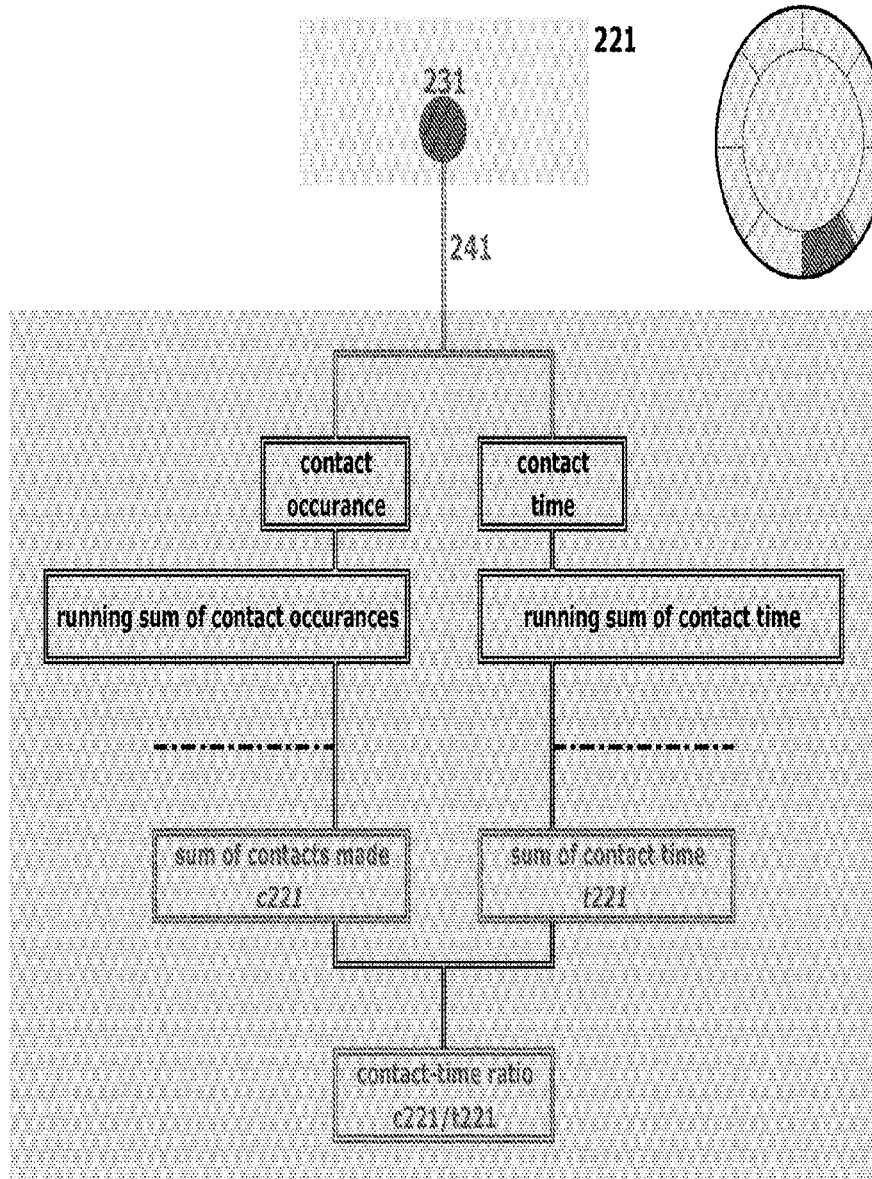 221
231
241
contact
occurance
contact
time
running sum of contact occurances
running sum of contact time
sum of contacts made
c221
sum of contact time
t221
contact-time ratio
c221/t221